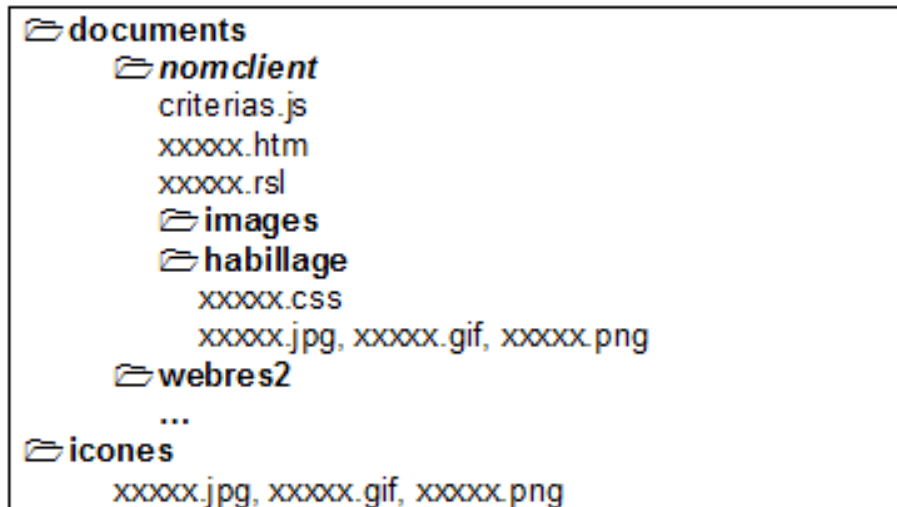 documents
nomclient
criterias.js
xxxxx.htm
xxxxx.rsl
images
habillage
xxxxx.css
xxxxx.jpg, xxxxx.gif, xxxxx.png
webres2
...
icones
xxxxx.jpg, xxxxx.gif, xxxxx.png